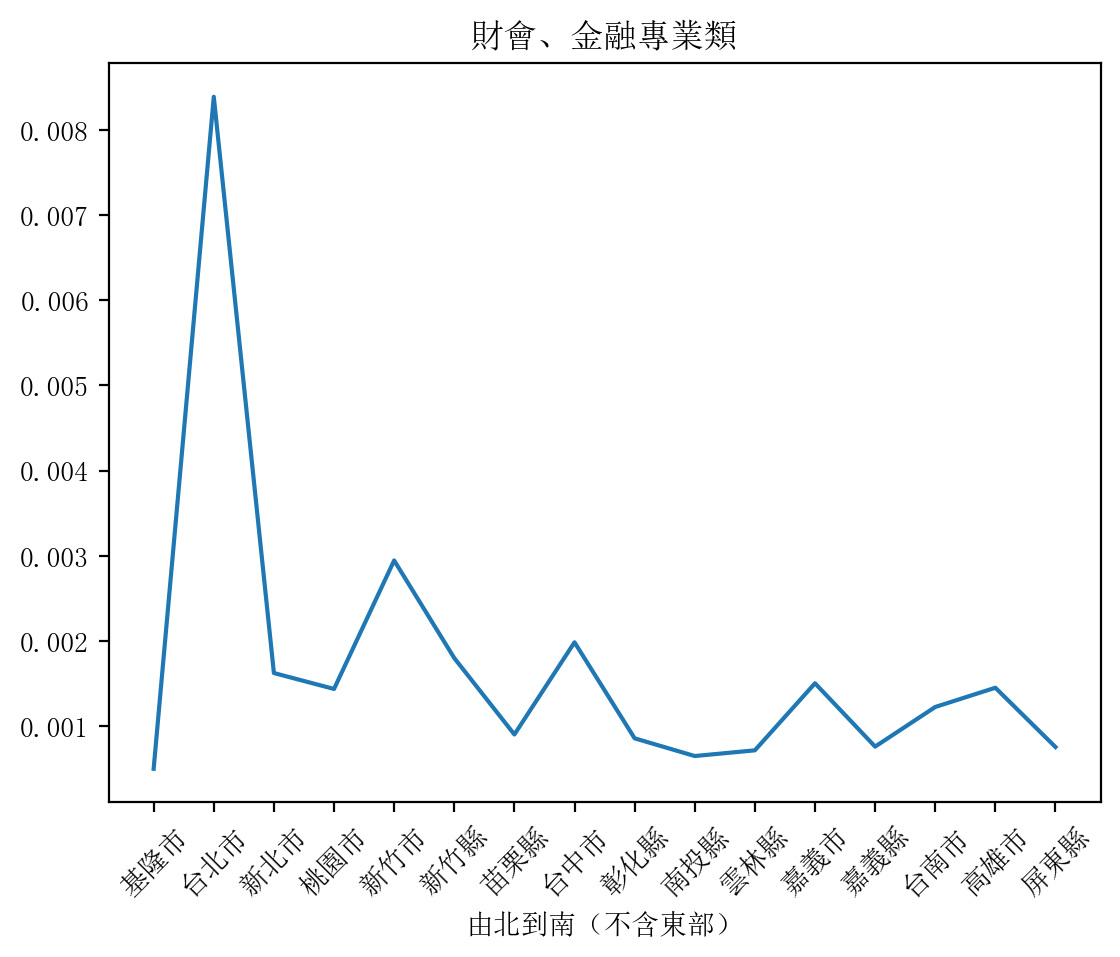 財會、金融專業類
0.008
0.007
0.006
0.005
0.004
0.003
0.002
0.001
基隆市
台北市
新北市
桃園市
新竹市
新竹縣
苗栗縣
台中市
彰化縣
南投縣
雲林縣
嘉義市
嘉義縣
台南市
高雄市
屏東縣
由北到南（不含東部）